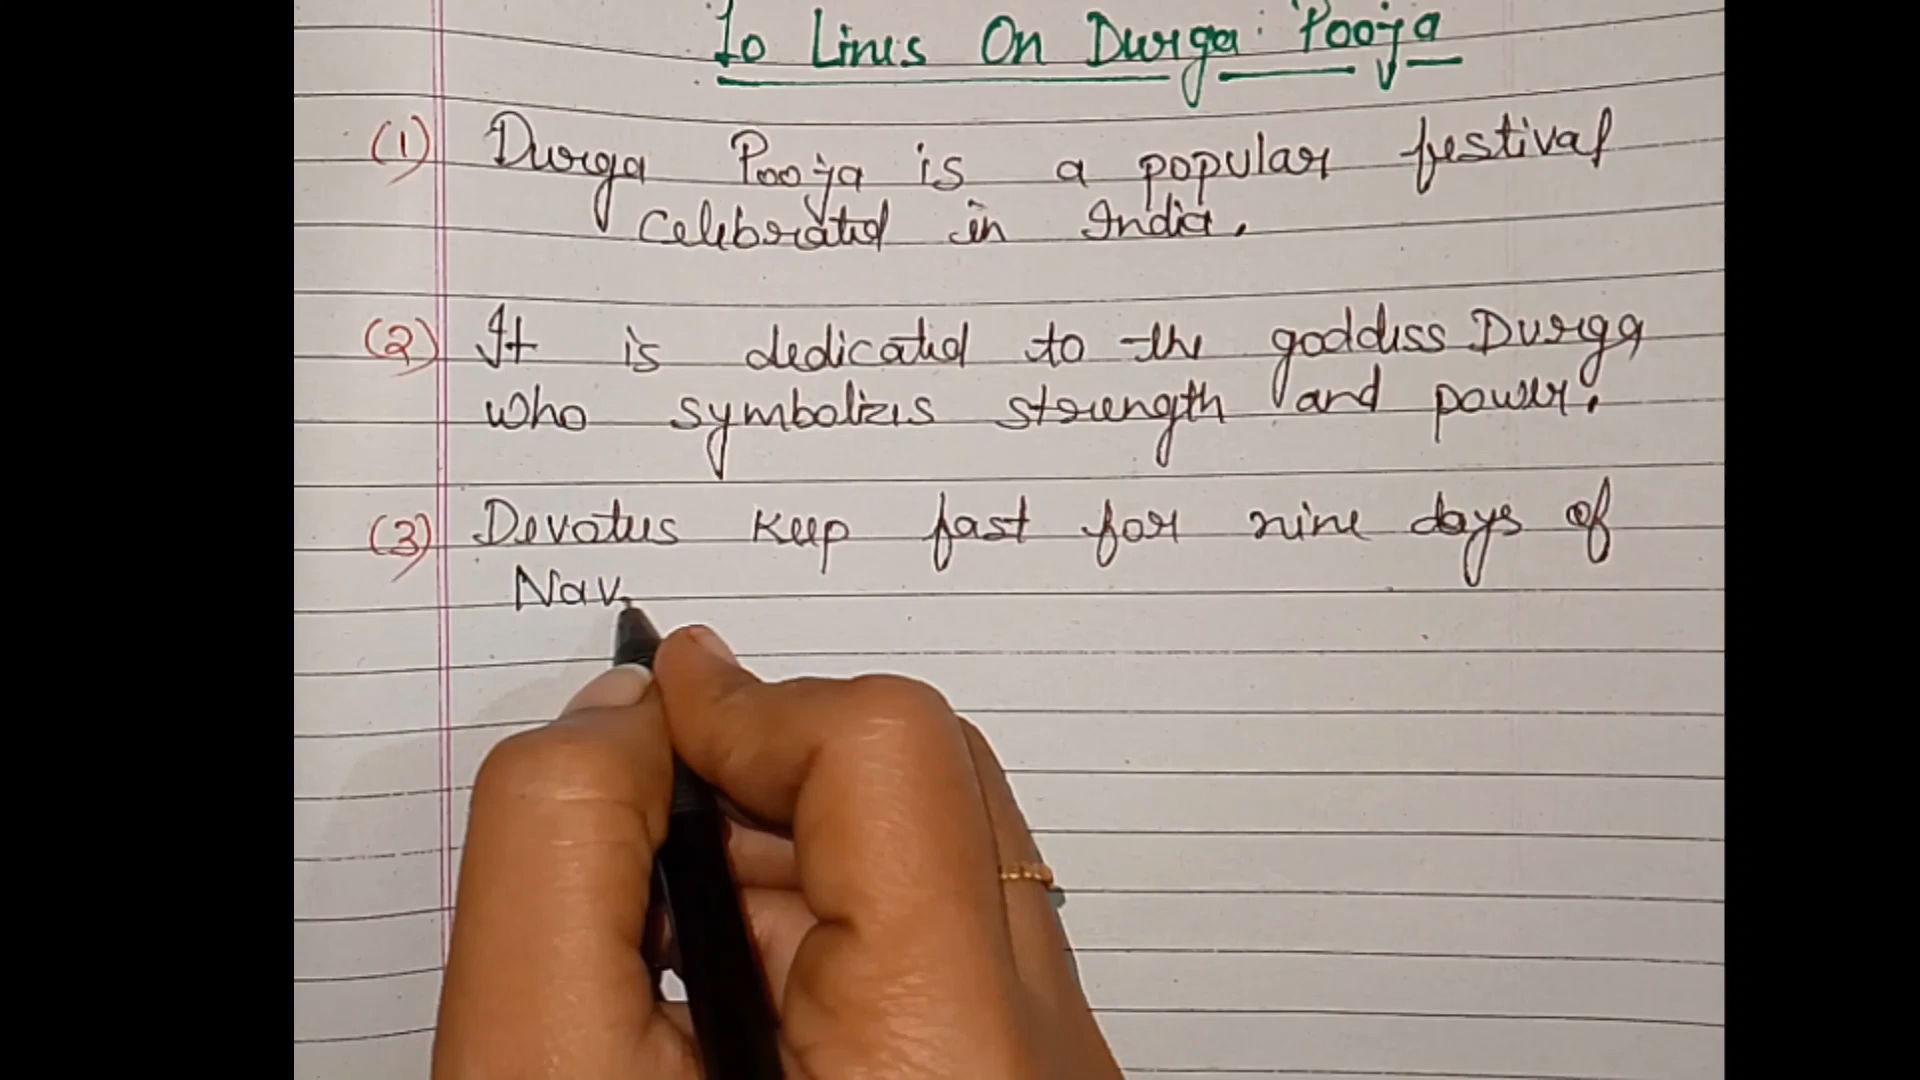 10 Lines On Durga Pooja
(1) Durga Pooja is a popular festival
celebrated in India.
(2) It is dedicated to the goddess Durga
who symbolizes strength and power.
(3) Devotees keep fast for nine days of
Nav